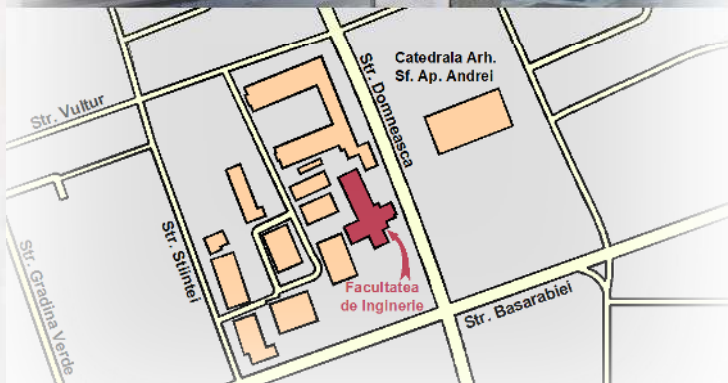 Catedrala Arh.
Sf. Ap. Andrei
Str. Domneasca
Str. Vultur
Str. Stiintei
Str. Gradina Verde
Facultatea
de Inginerie
Str. Basarabiei